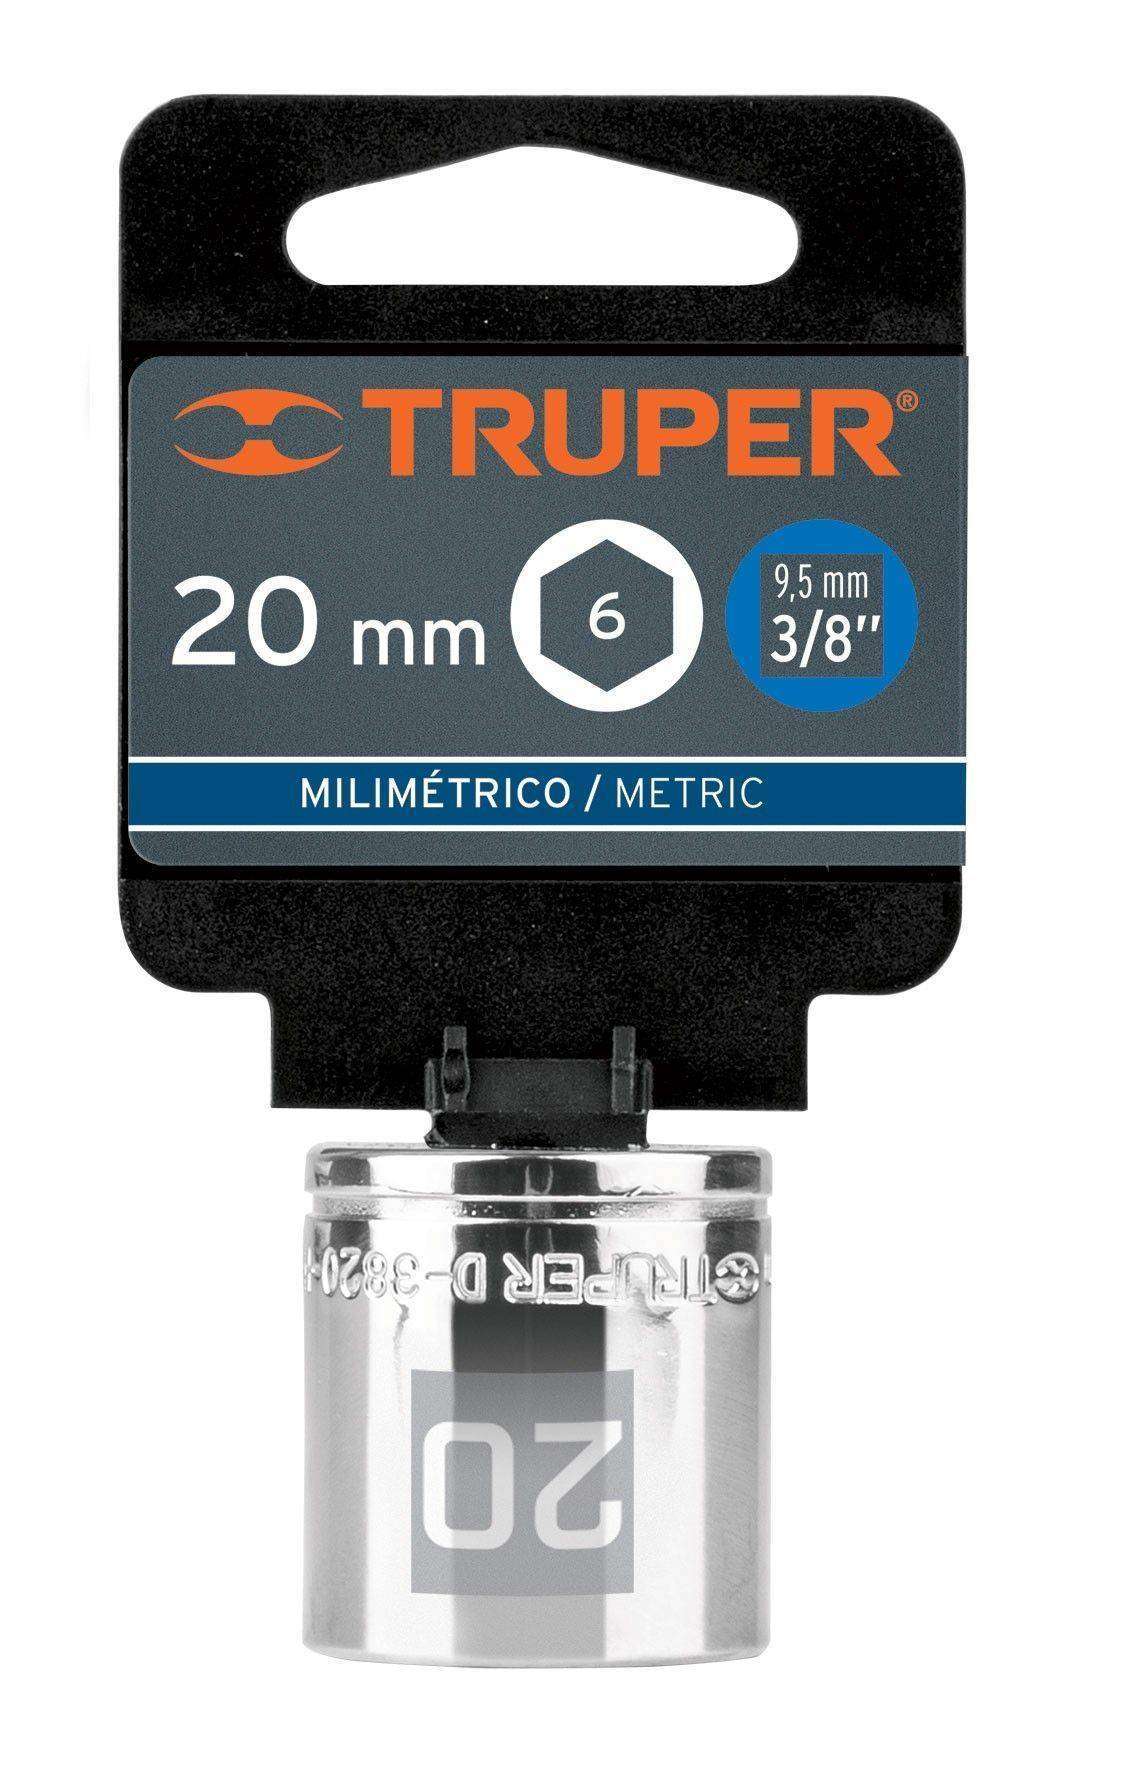 TRUPER®
20 mm
6
9,5 mm
3/8"
MILIMÉTRICO / METRIC
TRUPER D-3820
20